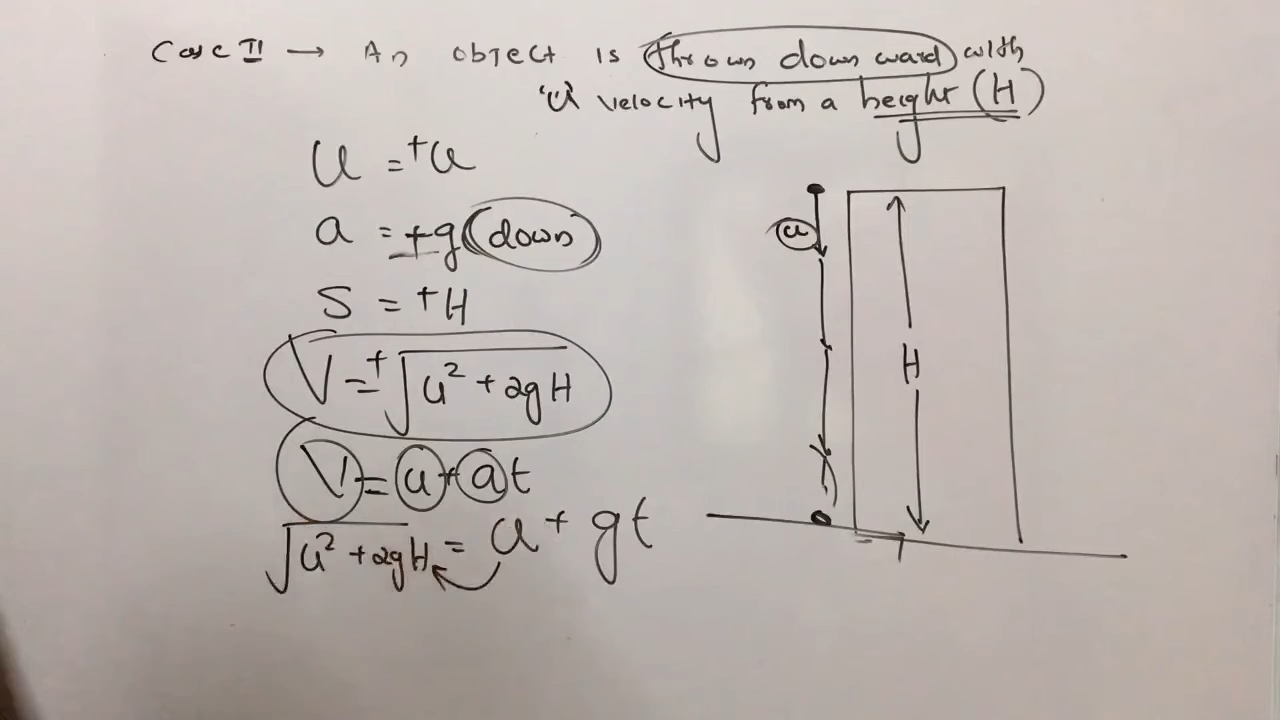 Case II → An object is thrown downward with
'u' velocity from a height (H)
u = +u
a = +g (down)
S = +H
V = + √u² + 2gH
V = u + at
√u² + 2gH = u + gt
u
H